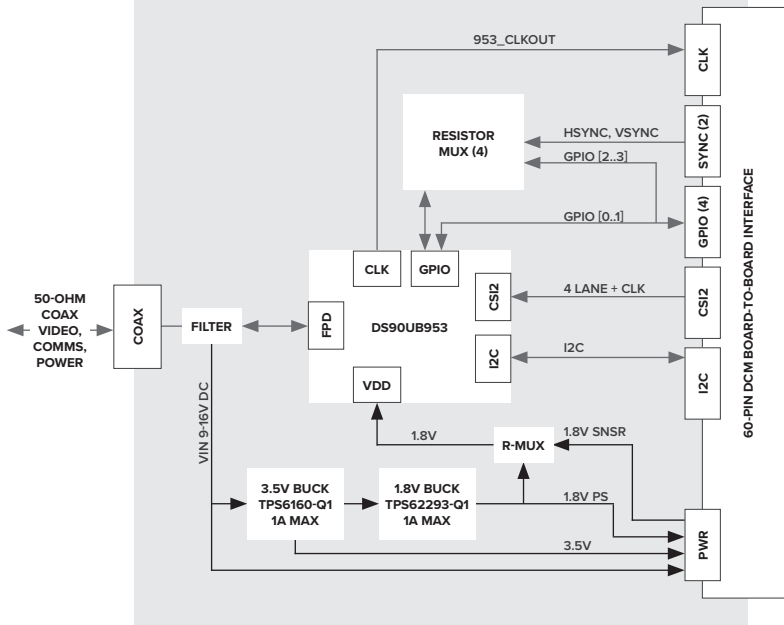 953_CLKOUT
CLK
RESISTOR
MUX (4)
HSYNC, VSYNC
SYNC (2)
GPIO [2..3]
GPIO [0..1]
GPIO (4)
60-PIN DCM BOARD-TO-BOARD INTERFACE
CLK
GPIO
CSI2
4 LANE + CLK
CSI2
50-OHM
COAX
VIDEO,
COMMS,
POWER
COAX
FILTER
FPD
DS90UB953
I2C
I2C
I2C
VDD
VIN 9-16V DC
1.8V
R-MUX
1.8V SNSR
3.5V BUCK
TPS6160-Q1
1A MAX
1.8V BUCK
TPS62293-Q1
1A MAX
1.8V PS
3.5V
PWR